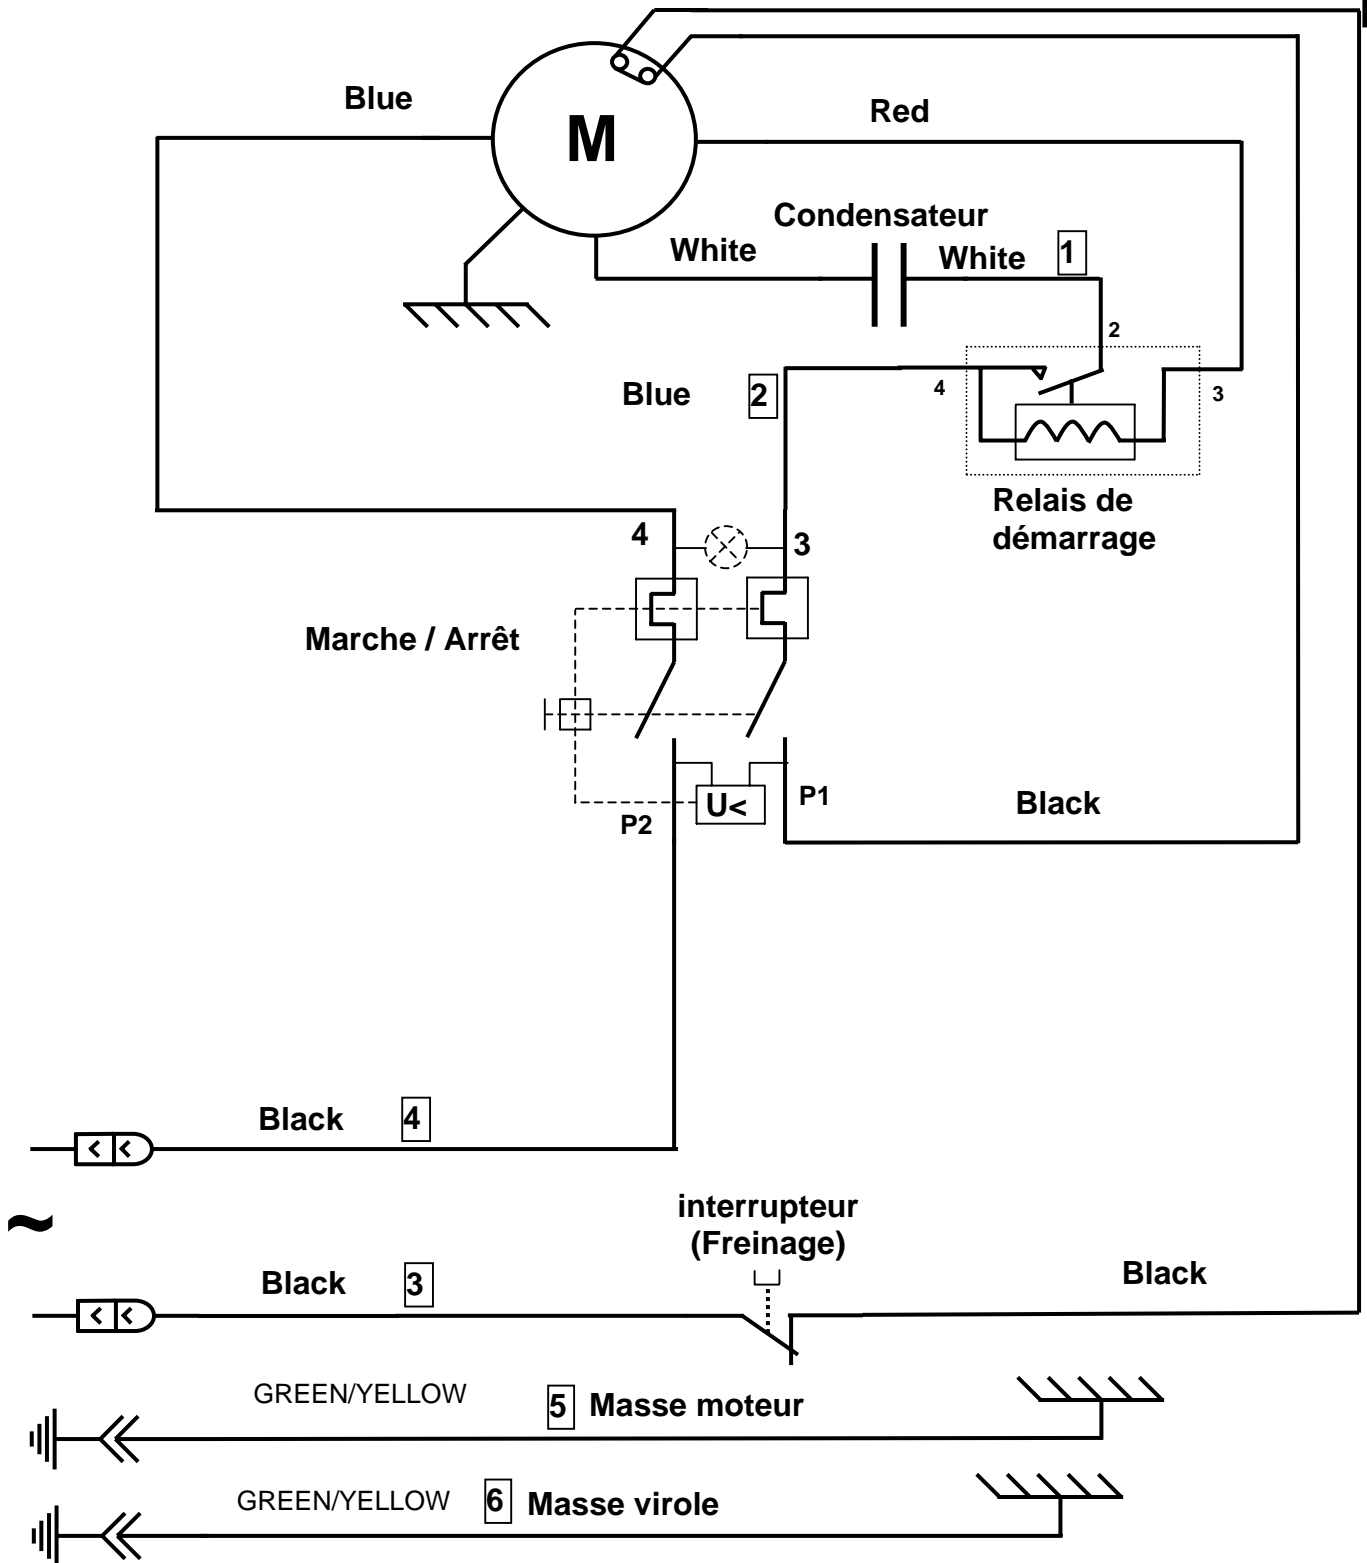 Blue
M
Red
Condensateur
White
White 1
2
Blue 2
4
3
Relais de
démarrage
4
3
Marche / Arrêt
U<
P1
P2
Black
Black 4
~
interrupteur
(Freinage)
Black 3
Black
GREEN/YELLOW 5 Masse moteur
GREEN/YELLOW 6 Masse virole